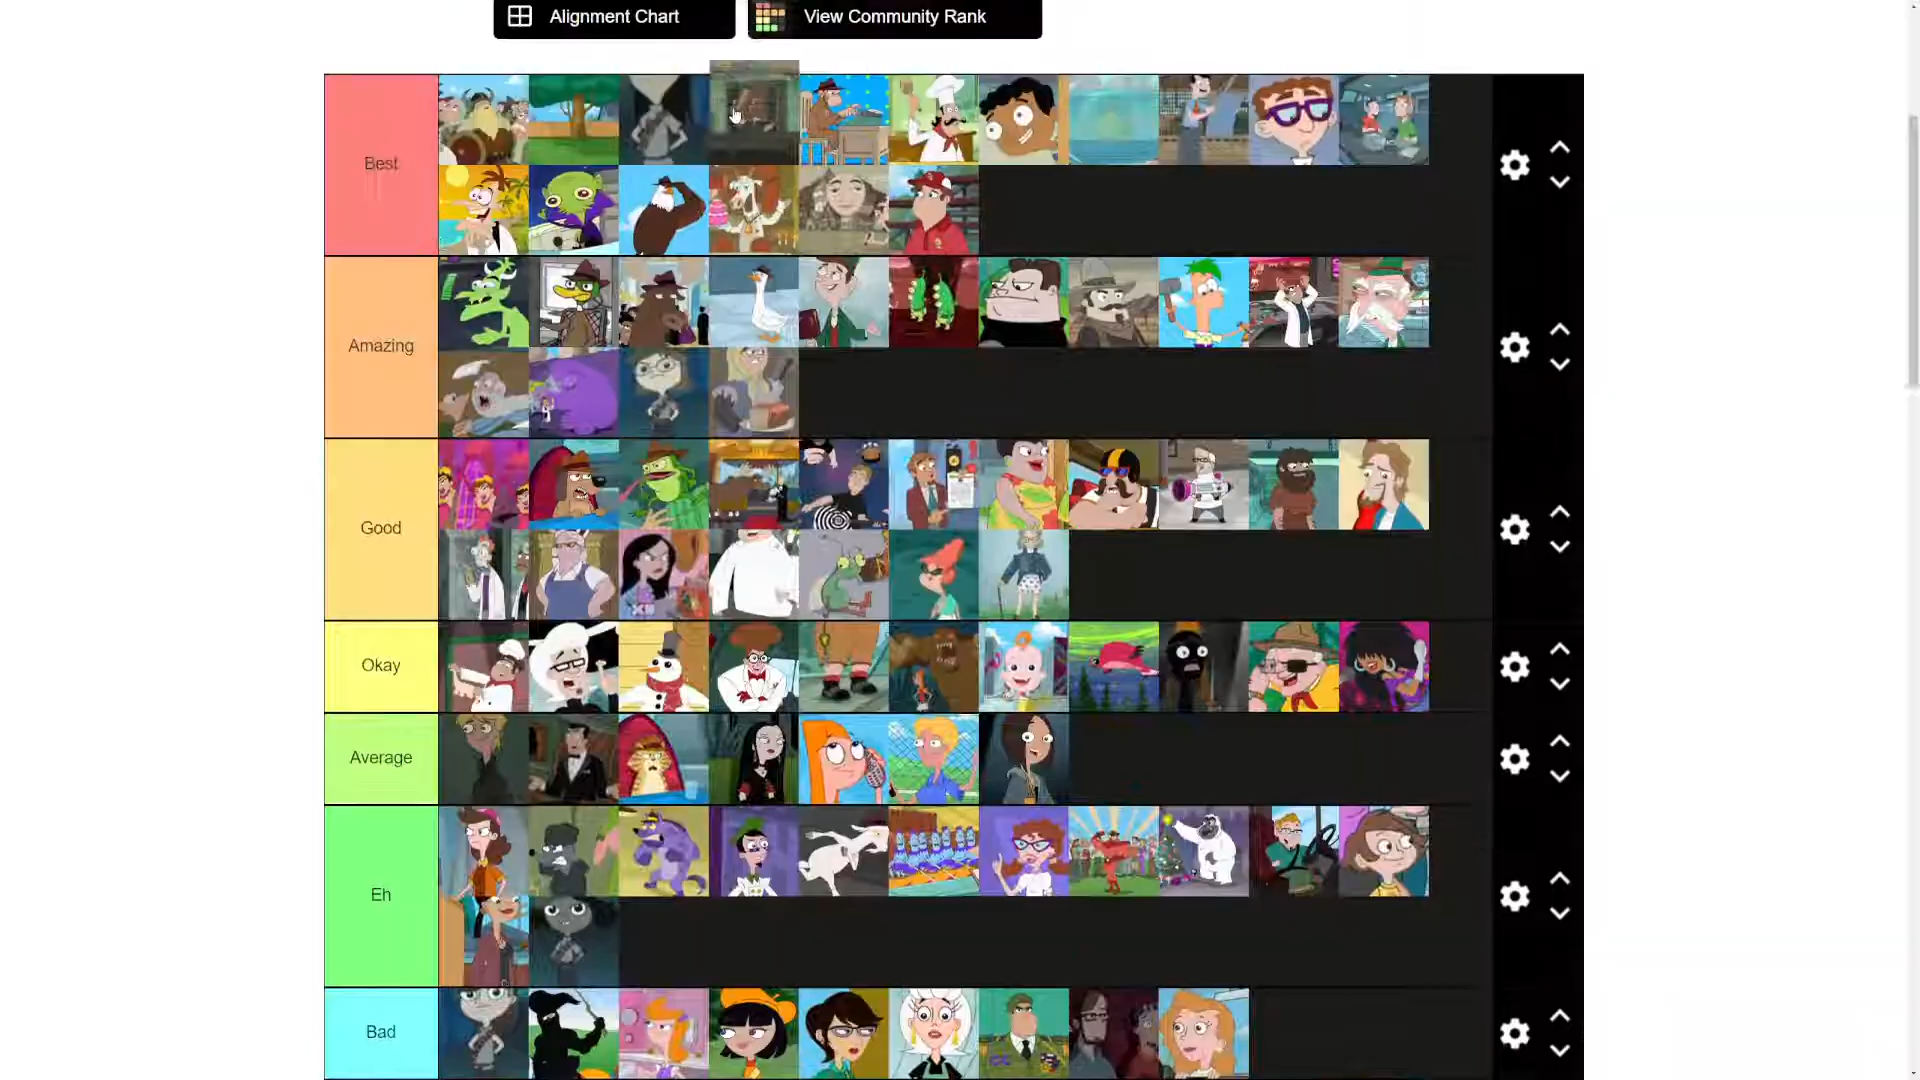 Alignment Chart
View Community Rank
Best
Amazing
Good
Okay
Average
Eh
Bad